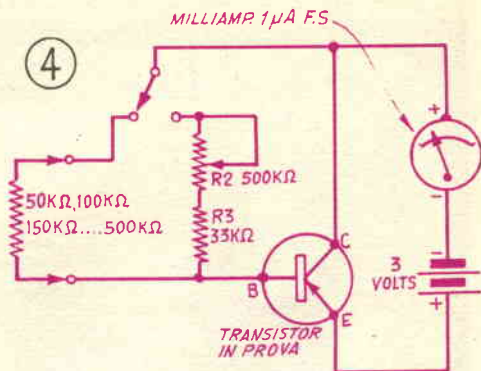 MILLIAMP. 1µA F.S
4
+
-
50KΩ,100KΩ
150KΩ....500KΩ
R2 500KΩ
R3
33KΩ
C
B
E
3
VOLTS
-
+
TRANSISTOR
IN PROVA